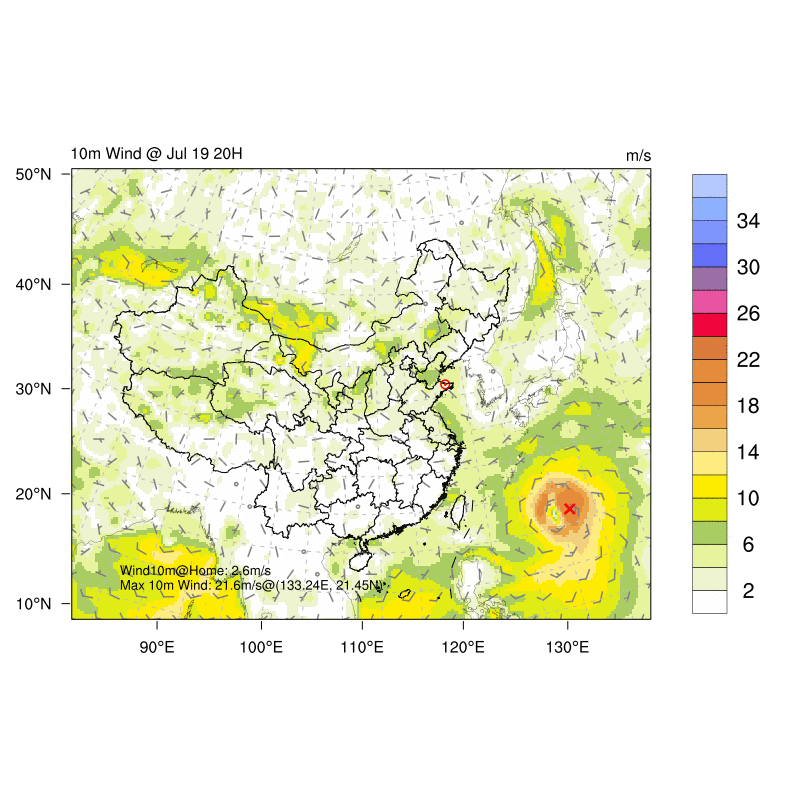 10m Wind @ Jul 19 20H
m/s
50°N
40°N
30°N
20°N
10°N
90°E
100°E
110°E
120°E
130°E
34
30
26
22
18
14
10
6
2
Wind10m@Home: 2.6m/s
Max 10m Wind: 21.6m/s@(133.24E, 21.45N)